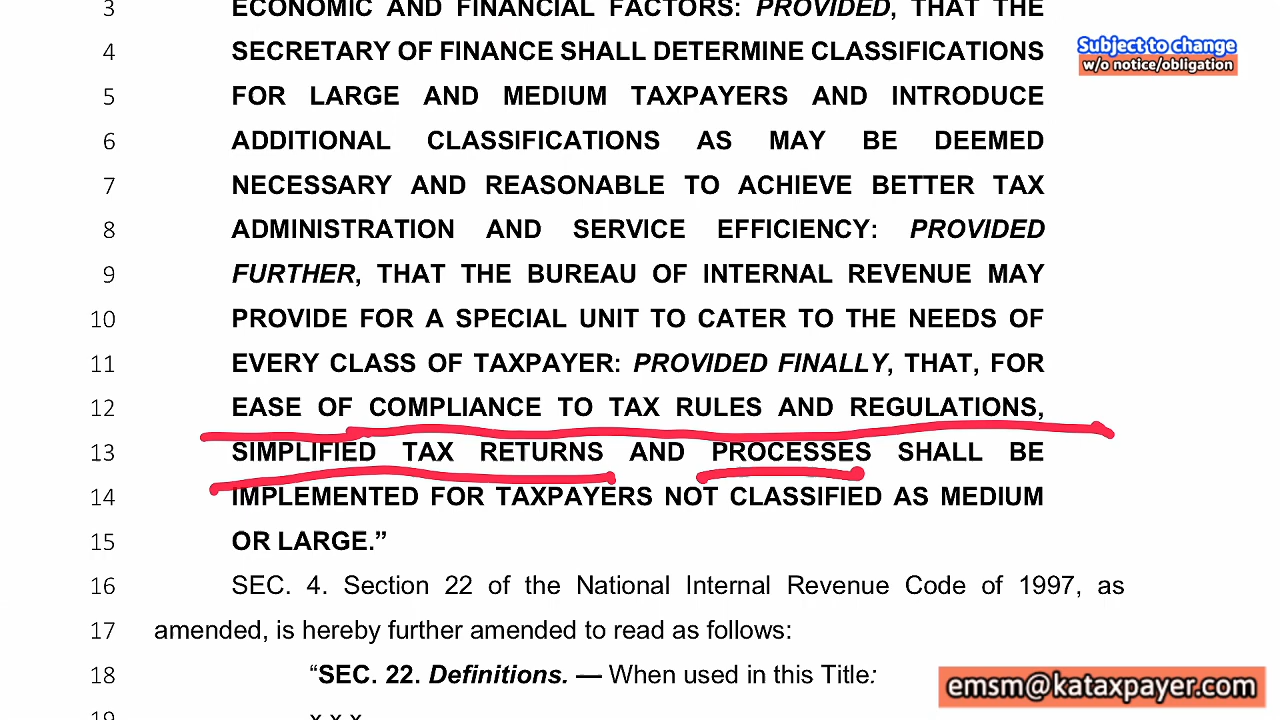 3 ECONOMIC AND FINANCIAL FACTORS: PROVIDED, THAT THE
4 SECRETARY OF FINANCE SHALL DETERMINE CLASSIFICATIONS
Subject to change
w/o notice/obligation
5 FOR LARGE AND MEDIUM TAXPAYERS AND INTRODUCE
6 ADDITIONAL CLASSIFICATIONS AS MAY BE DEEMED
7 NECESSARY AND REASONABLE TO ACHIEVE BETTER TAX
8 ADMINISTRATION AND SERVICE EFFICIENCY: PROVIDED
9 FURTHER, THAT THE BUREAU OF INTERNAL REVENUE MAY
10 PROVIDE FOR A SPECIAL UNIT TO CATER TO THE NEEDS OF
11 EVERY CLASS OF TAXPAYER: PROVIDED FINALLY, THAT, FOR
12 EASE OF COMPLIANCE TO TAX RULES AND REGULATIONS,
13 SIMPLIFIED TAX RETURNS AND PROCESSES SHALL BE
14 IMPLEMENTED FOR TAXPAYERS NOT CLASSIFIED AS MEDIUM
15 OR LARGE.”
16 SEC. 4. Section 22 of the National Internal Revenue Code of 1997, as
17 amended, is hereby further amended to read as follows:
18 “SEC. 22. Definitions. — When used in this Title:
19 x x x
emsm@kataxpayer.com